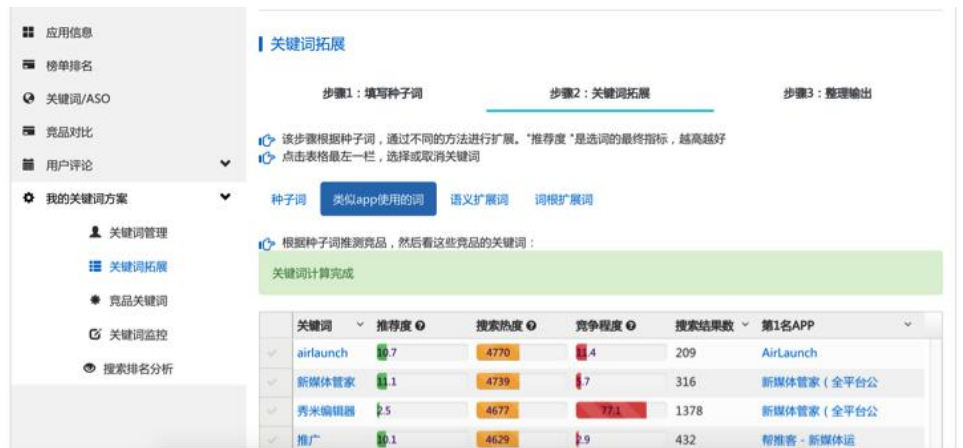 应用信息
榜单排名
关键词/ASO
竞品对比
用户评论
我的关键词方案
关键词管理
关键词拓展
竞品关键词
关键词监控
搜索排名分析
关键词拓展
步骤1：填写种子词 步骤2：关键词拓展 步骤3：整理输出
该步骤根据种子词，通过不同的方法进行扩展。"推荐度 "是选词的最终指标，越高越好
点击表格最左一栏，选择或取消关键词
种子词 类似app使用的词 语义扩展词 词根扩展词
根据种子词推测竞品，然后看这些竞品的关键词：
关键词计算完成
关键词 推荐度 搜索热度 竞争程度 搜索结果数 第1名APP
airlaunch 10.7 4770 11.4 209 AirLaunch
新媒体管家 11.1 4739 5.7 316 新媒体管家（全平台公
秀米编辑器 2.5 4677 77.1 1378 新媒体管家（全平台公
推广 10.1 4629 2.9 432 帮推客 - 新媒体运